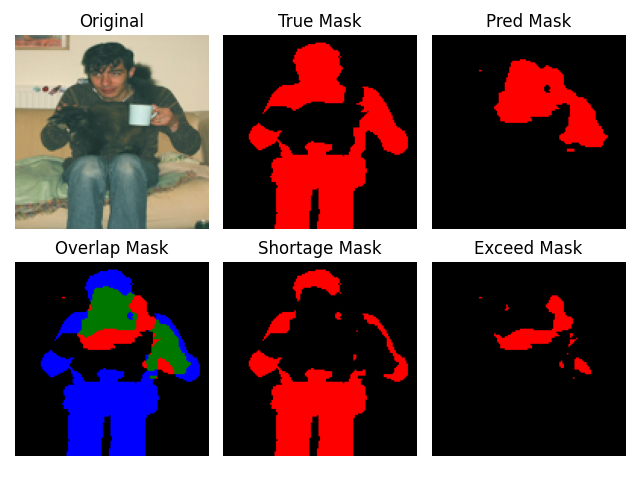 Original
True Mask
Pred Mask
Overlap Mask
Shortage Mask
Exceed Mask